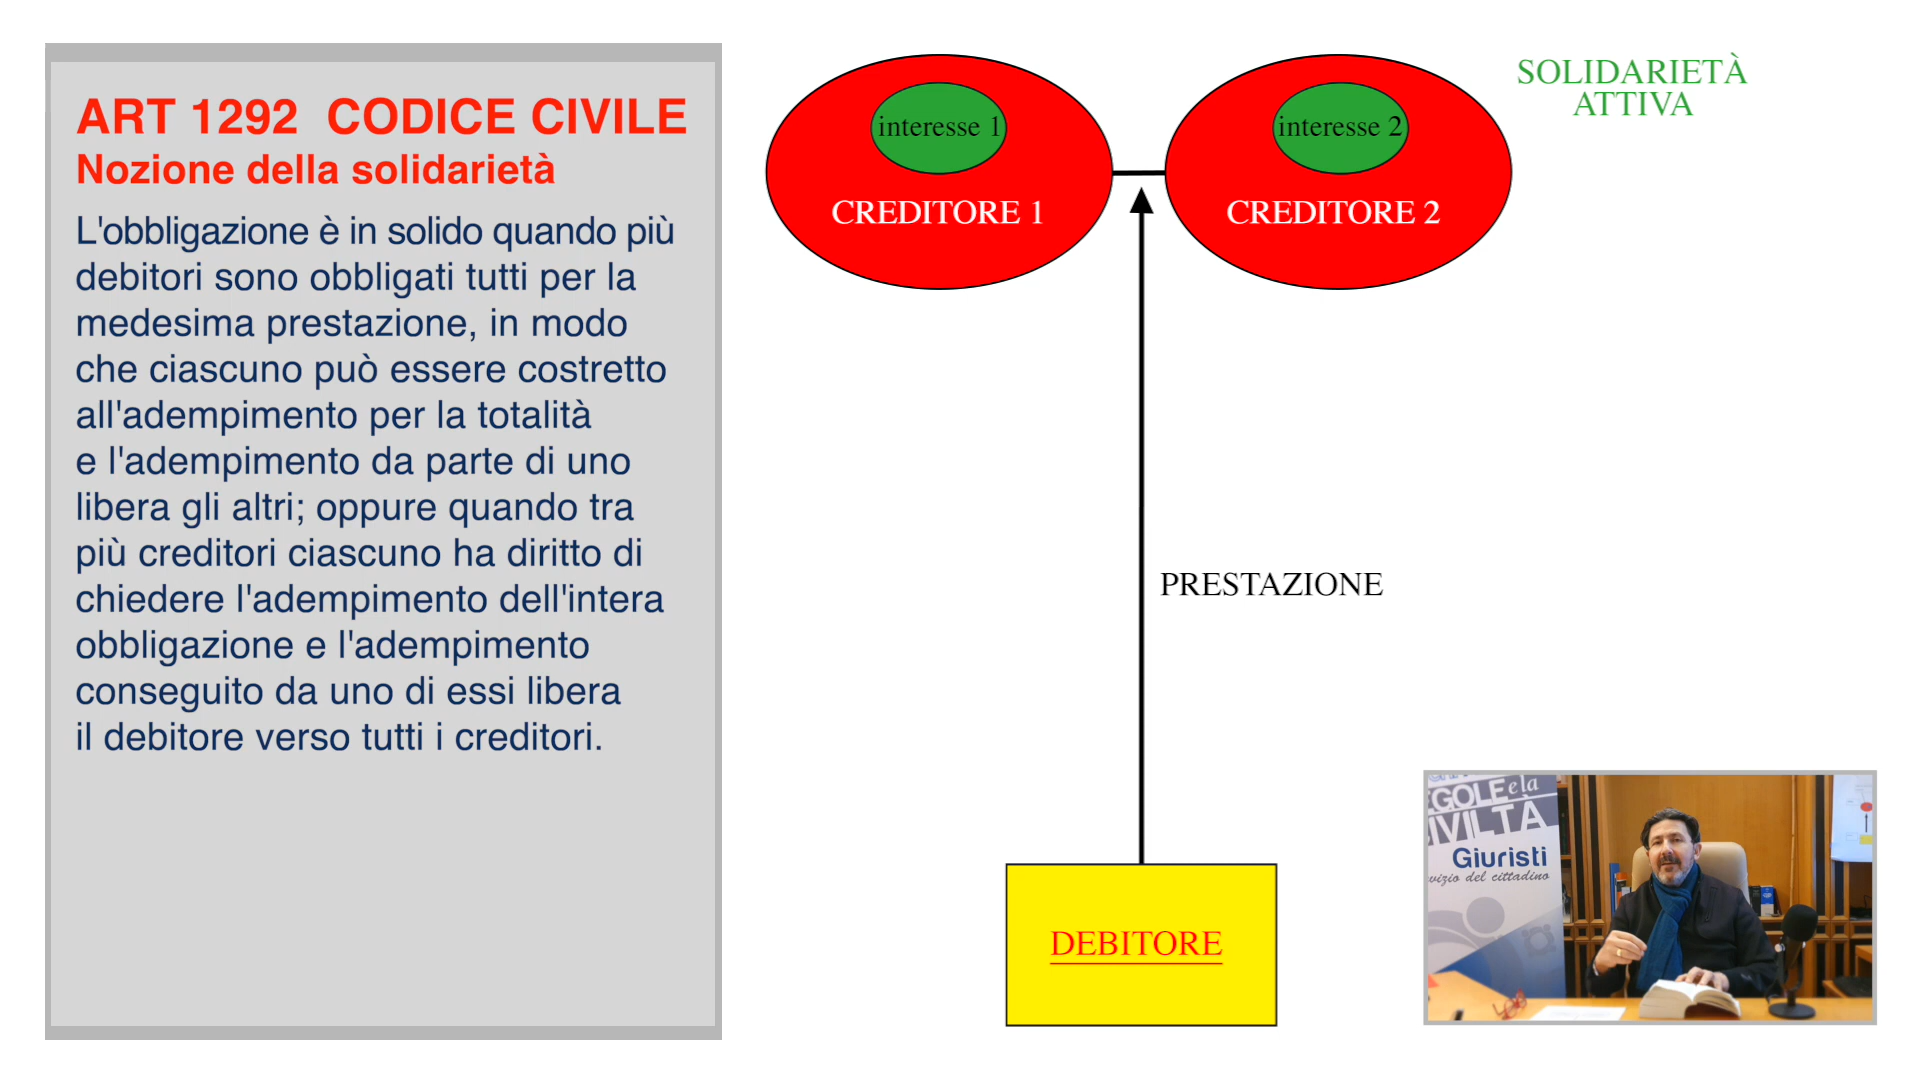 ART 1292 CODICE CIVILE
Nozione della solidarietà
L'obbligazione è in solido quando più
debitori sono obbligati tutti per la
medesima prestazione, in modo
che ciascuno può essere costretto
all'adempimento per la totalità
e l'adempimento da parte di uno
libera gli altri; oppure quando tra
più creditori ciascuno ha diritto di
chiedere l'adempimento dell'intera
obbligazione e l'adempimento
conseguito da uno di essi libera
il debitore verso tutti i creditori.
SOLIDARIETÀ
ATTIVA
interesse 1
interesse 2
CREDITORE 1
CREDITORE 2
PRESTAZIONE
DEBITORE
EGOLE e la
IVILTÀ
Giuristi
vizio del cittadino